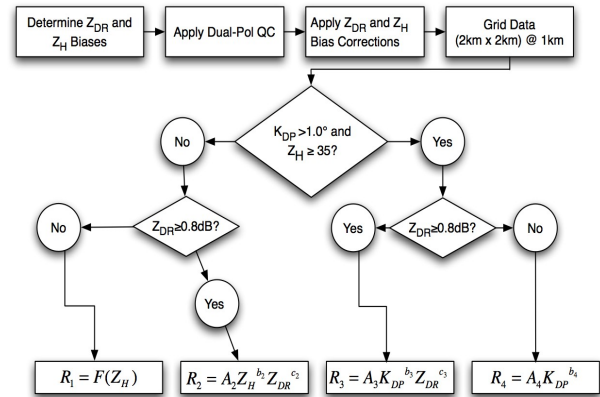 Determine Z_DR and
Z_H Biases
Apply Dual-Pol QC
Apply Z_DR and Z_H
Bias Corrections
Grid Data
(2km x 2km) @ 1km
K_DP >1.0° and
Z_H ≥ 35?
No
Yes
No
Z_DR≥0.8dB?
Yes
Z_DR≥0.8dB?
No
Yes
R_1 = F(Z_H)
R_2 = A_2 Z_H^{b_2} Z_DR^{c_2}
R_3 = A_3 K_DP^{b_3} Z_DR^{c_3}
R_4 = A_4 K_DP^{b_4}